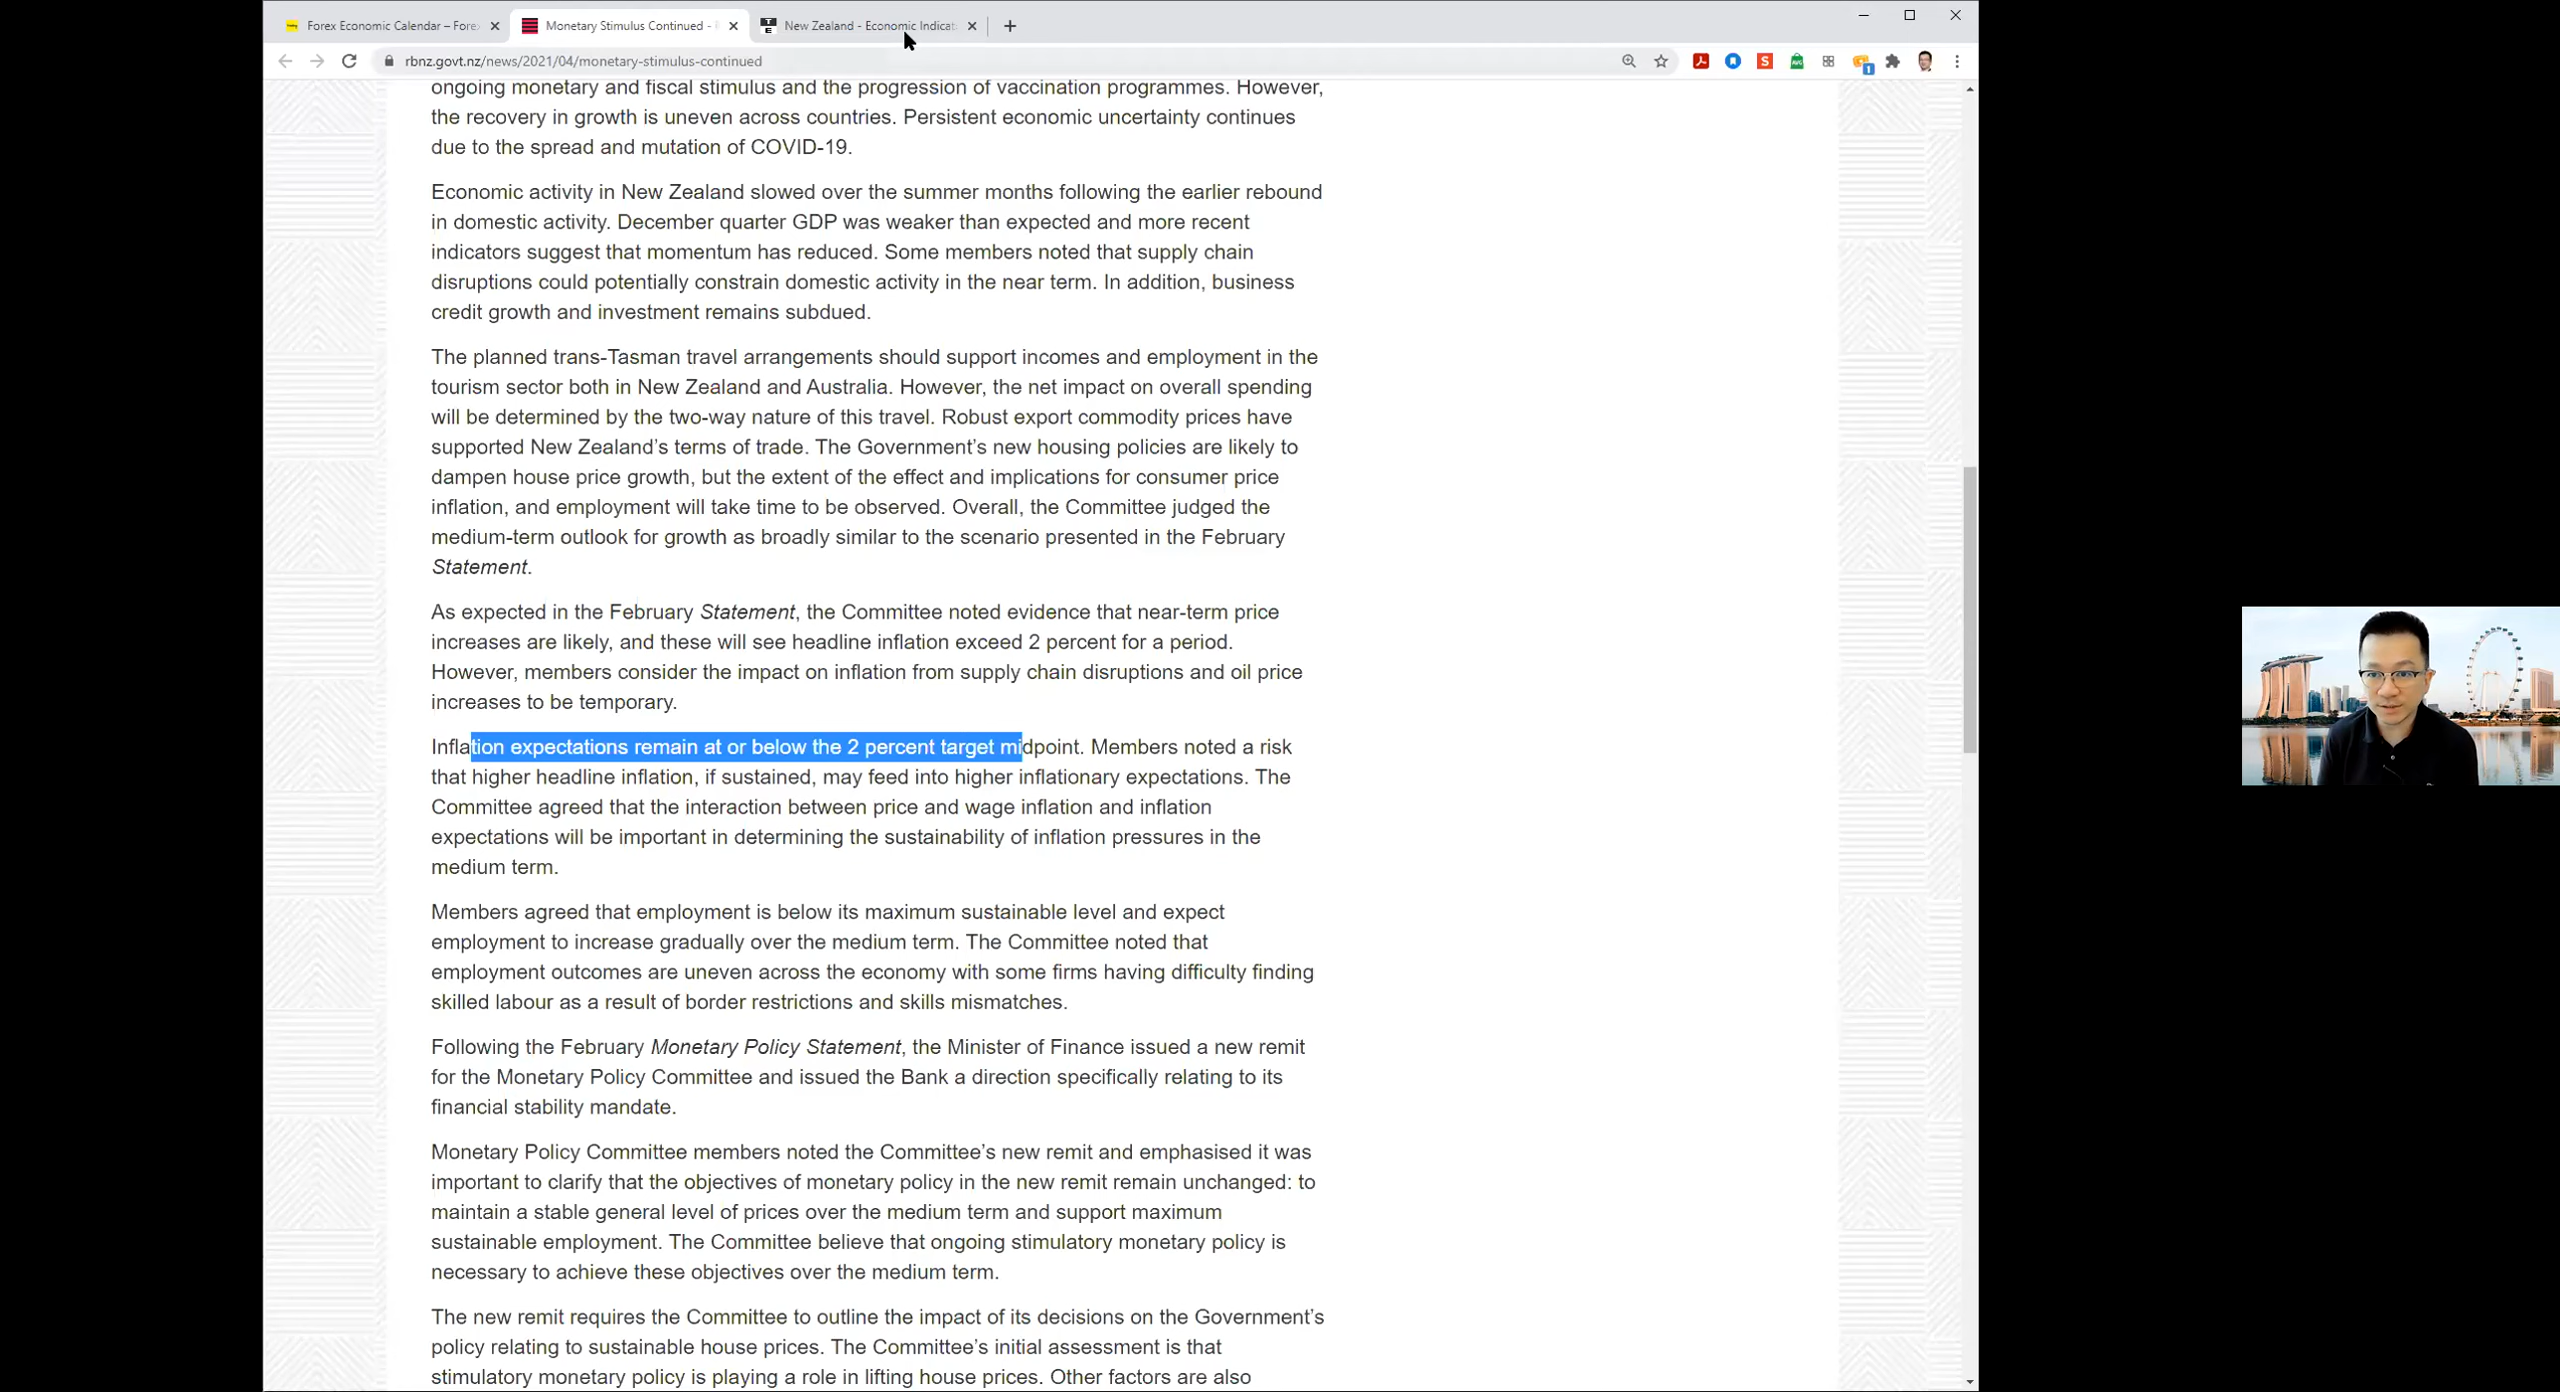 Forex Economic Calendar – Fore
Monetary Stimulus Continued -
New Zealand - Economic Indicat
rbnz.govt.nz/news/2021/04/monetary-stimulus-continued
ongoing monetary and fiscal stimulus and the progression of vaccination programmes. However,
the recovery in growth is uneven across countries. Persistent economic uncertainty continues
due to the spread and mutation of COVID-19.
Economic activity in New Zealand slowed over the summer months following the earlier rebound
in domestic activity. December quarter GDP was weaker than expected and more recent
indicators suggest that momentum has reduced. Some members noted that supply chain
disruptions could potentially constrain domestic activity in the near term. In addition, business
credit growth and investment remains subdued.
The planned trans-Tasman travel arrangements should support incomes and employment in the
tourism sector both in New Zealand and Australia. However, the net impact on overall spending
will be determined by the two-way nature of this travel. Robust export commodity prices have
supported New Zealand’s terms of trade. The Government’s new housing policies are likely to
dampen house price growth, but the extent of the effect and implications for consumer price
inflation, and employment will take time to be observed. Overall, the Committee judged the
medium-term outlook for growth as broadly similar to the scenario presented in the February
Statement.
As expected in the February Statement, the Committee noted evidence that near-term price
increases are likely, and these will see headline inflation exceed 2 percent for a period.
However, members consider the impact on inflation from supply chain disruptions and oil price
increases to be temporary.
Inflation expectations remain at or below the 2 percent target midpoint. Members noted a risk
that higher headline inflation, if sustained, may feed into higher inflationary expectations. The
Committee agreed that the interaction between price and wage inflation and inflation
expectations will be important in determining the sustainability of inflation pressures in the
medium term.
Members agreed that employment is below its maximum sustainable level and expect
employment to increase gradually over the medium term. The Committee noted that
employment outcomes are uneven across the economy with some firms having difficulty finding
skilled labour as a result of border restrictions and skills mismatches.
Following the February Monetary Policy Statement, the Minister of Finance issued a new remit
for the Monetary Policy Committee and issued the Bank a direction specifically relating to its
financial stability mandate.
Monetary Policy Committee members noted the Committee’s new remit and emphasised it was
important to clarify that the objectives of monetary policy in the new remit remain unchanged: to
maintain a stable general level of prices over the medium term and support maximum
sustainable employment. The Committee believe that ongoing stimulatory monetary policy is
necessary to achieve these objectives over the medium term.
The new remit requires the Committee to outline the impact of its decisions on the Government’s
policy relating to sustainable house prices. The Committee’s initial assessment is that
stimulatory monetary policy is playing a role in lifting house prices. Other factors are also